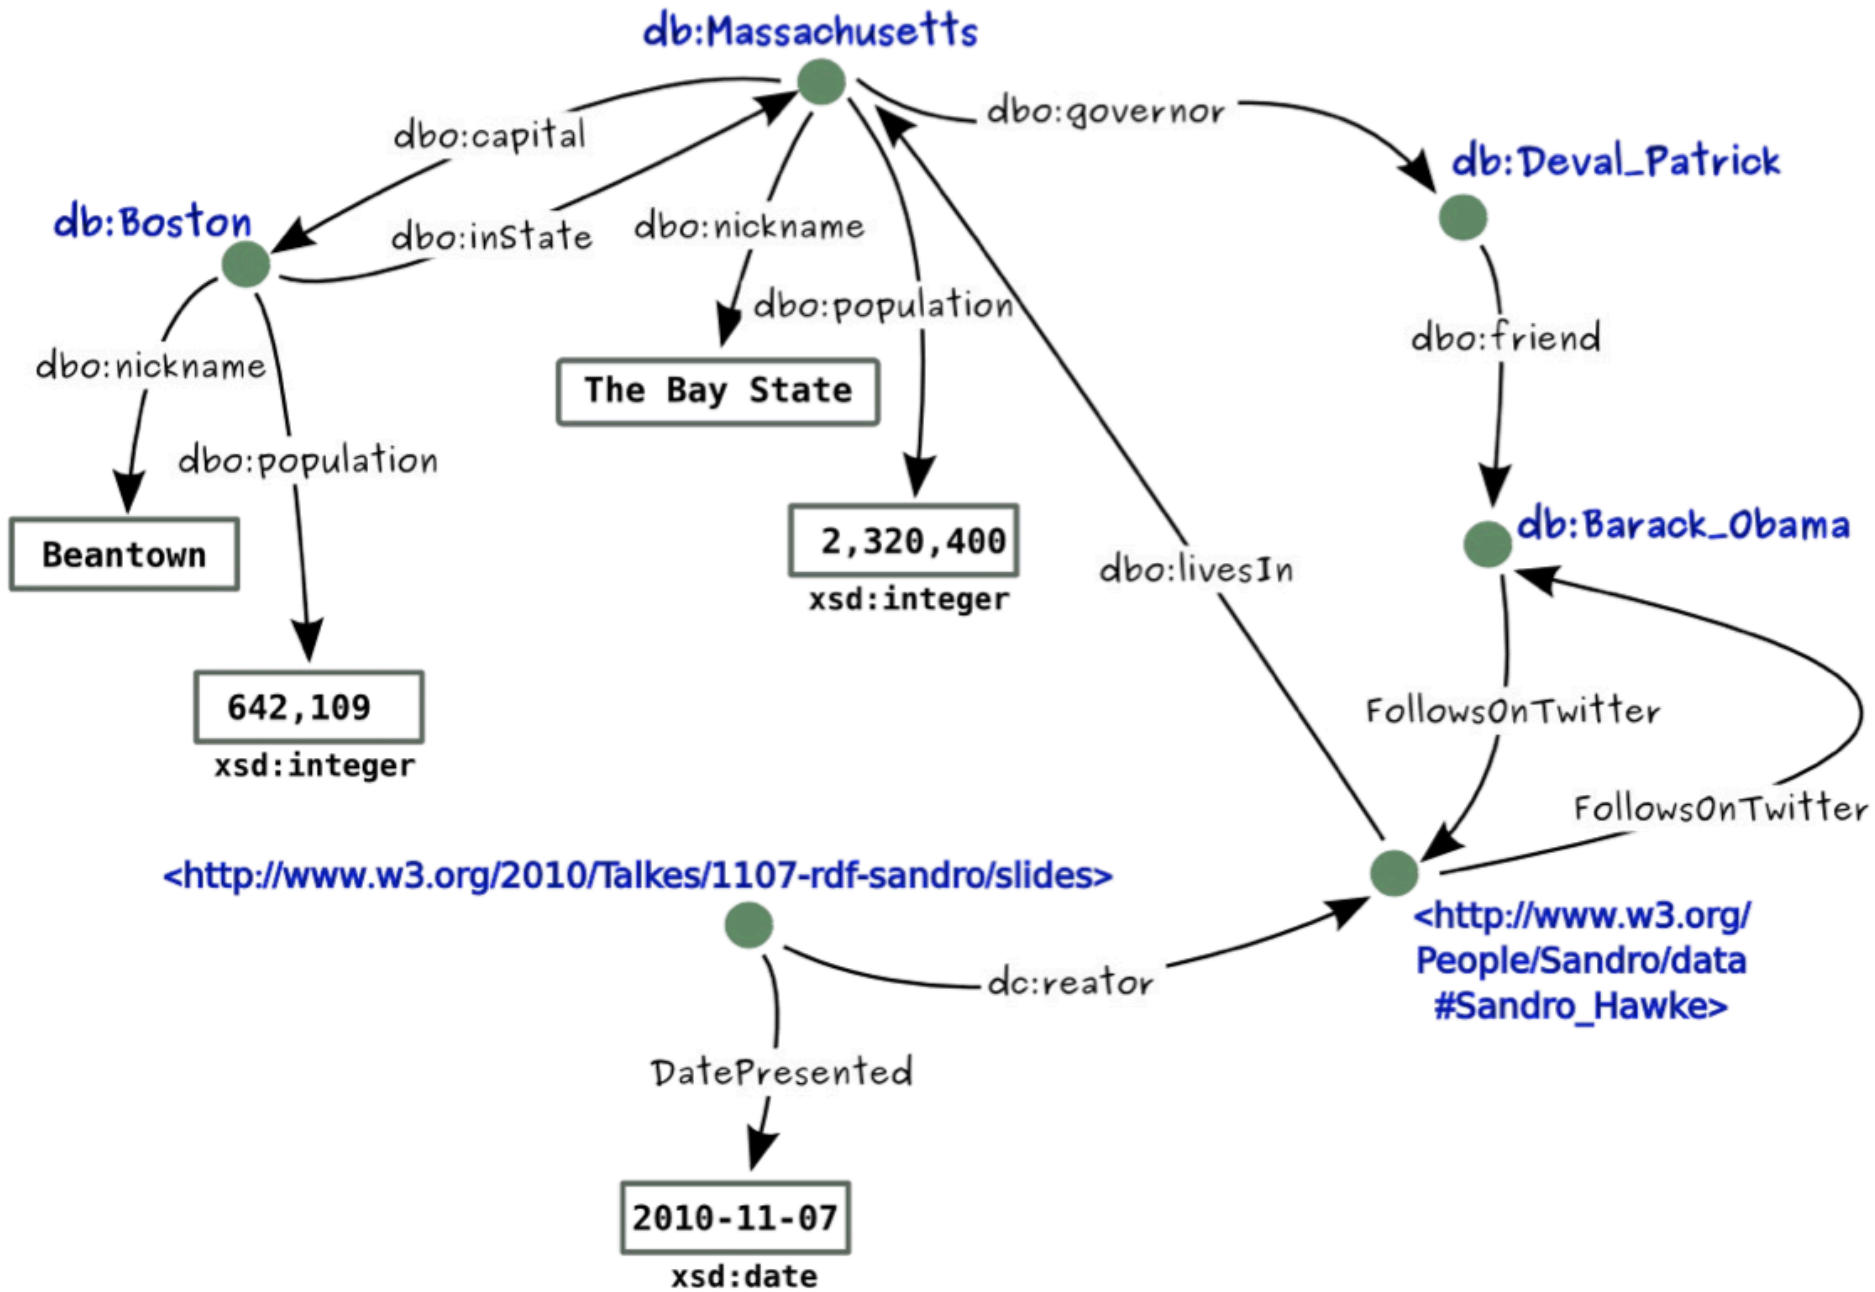 db:Massachusetts
dbo:capital
dbo:governor
db:Deval_Patrick
db:Boston
dbo:inState
dbo:nickname
dbo:population
dbo:friend
dbo:nickname
The Bay State
dbo:population
2,320,400
xsd:integer
db:Barack_Obama
Beantown
dbo:livesIn
642,109
xsd:integer
FollowsOnTwitter
FollowsOnTwitter
<http://www.w3.org/2010/Talkes/1107-rdf-sandro/slides>
<http://www.w3.org/
People/Sandro/data
#Sandro_Hawke>
dc:reator
DatePresented
2010-11-07
xsd:date